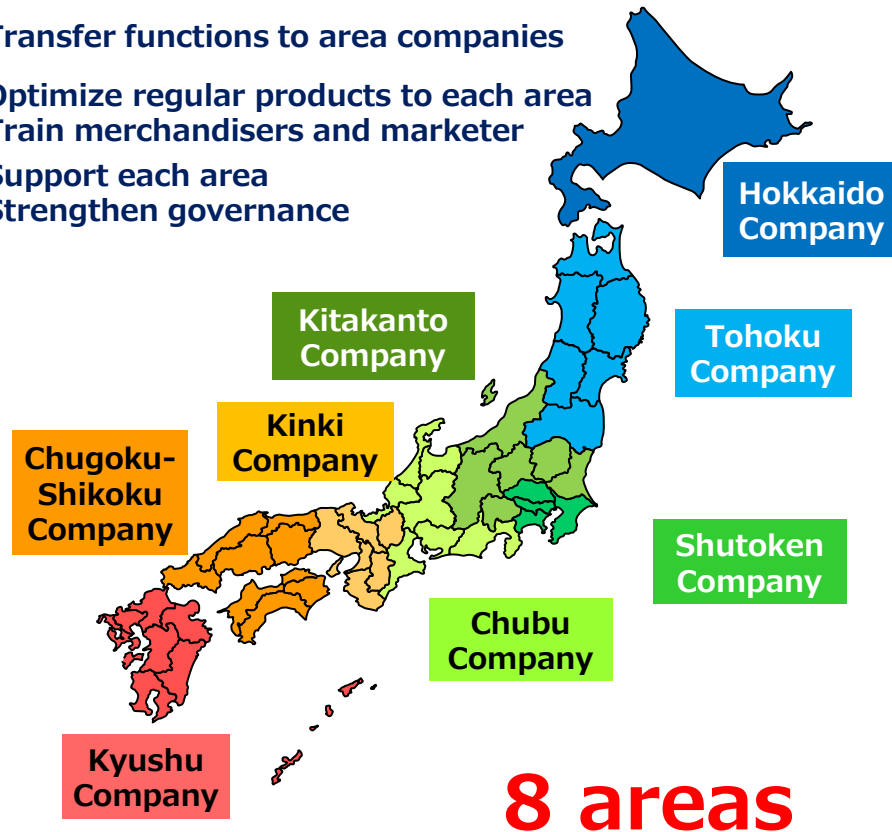 Transfer functions to area companies
Optimize regular products to each area
Train merchandisers and marketer
Support each area
Strengthen governance
Hokkaido
Company
Kitakanto
Company
Tohoku
Company
Kinki
Company
Chugoku-
Shikoku
Company
Shutoken
Company
Chubu
Company
Kyushu
Company
8 areas